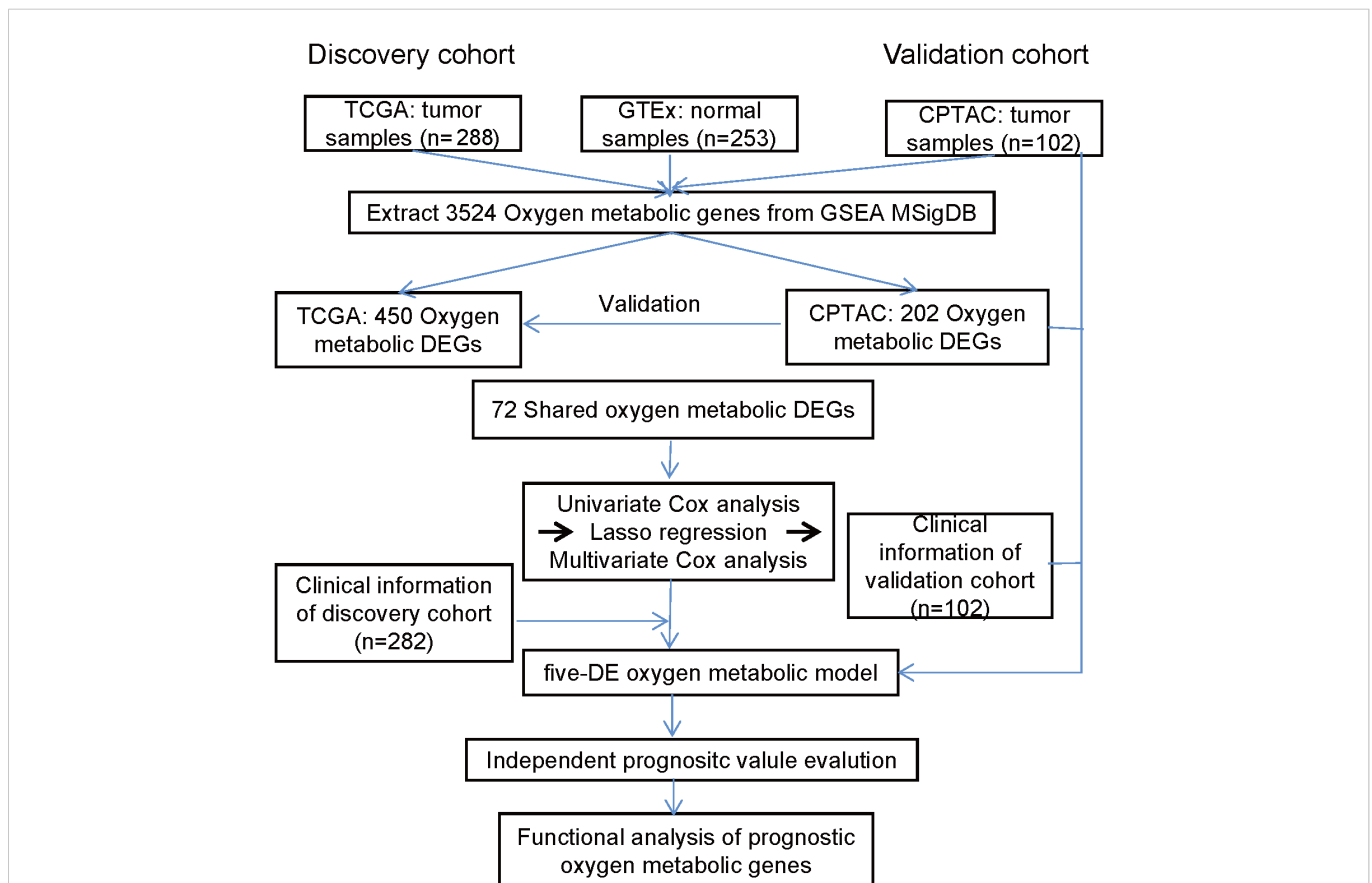 Discovery cohort
Validation cohort
TCGA: tumor
samples (n=288)
GTEx: normal
samples (n=253)
CPTAC: tumor
samples (n=102)
Extract 3524 Oxygen metabolic genes from GSEA MSigDB
TCGA: 450 Oxygen
metabolic DEGs
Validation
CPTAC: 202 Oxygen
metabolic DEGs
72 Shared oxygen metabolic DEGs
Univariate Cox analysis
Lasso regression
Multivariate Cox analysis
Clinical
information of
validation cohort
(n=102)
Clinical information
of discovery cohort
(n=282)
five-DE oxygen metabolic model
Independent prognositc valule evalution
Functional analysis of prognostic
oxygen metabolic genes